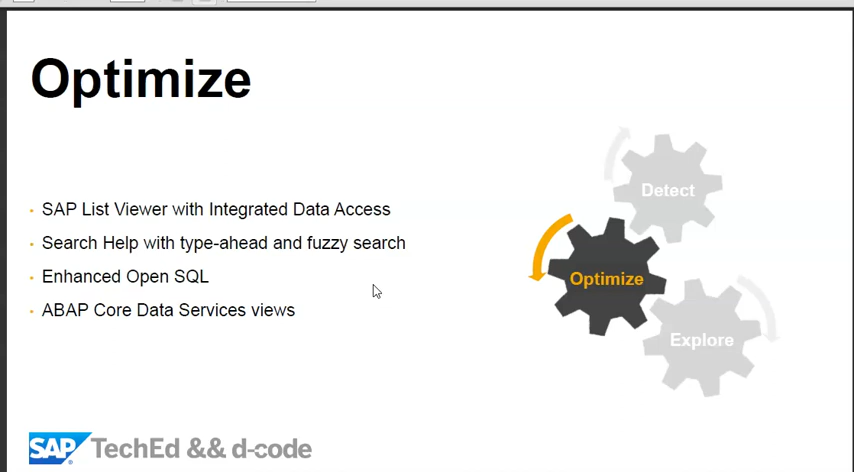 Optimize
• SAP List Viewer with Integrated Data Access
• Search Help with type-ahead and fuzzy search
• Enhanced Open SQL
• ABAP Core Data Services views
Detect
Optimize
Explore
SAP® TechEd && d-code